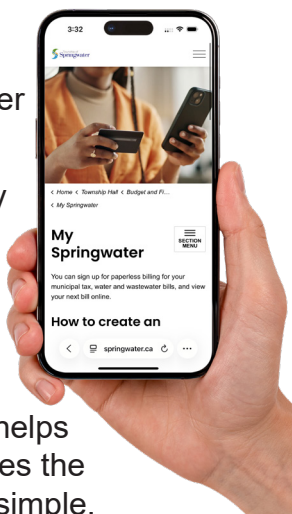 3:32
Springwater
er
y
< Home < Township Hall < Budget and Fi...
< My Springwater
My
Springwater
SECTION
MENU
You can sign up for paperless billing for your
municipal tax, water and wastewater bills, and view
your next bill online.
How to create an
springwater.ca
helps
es the
simple.